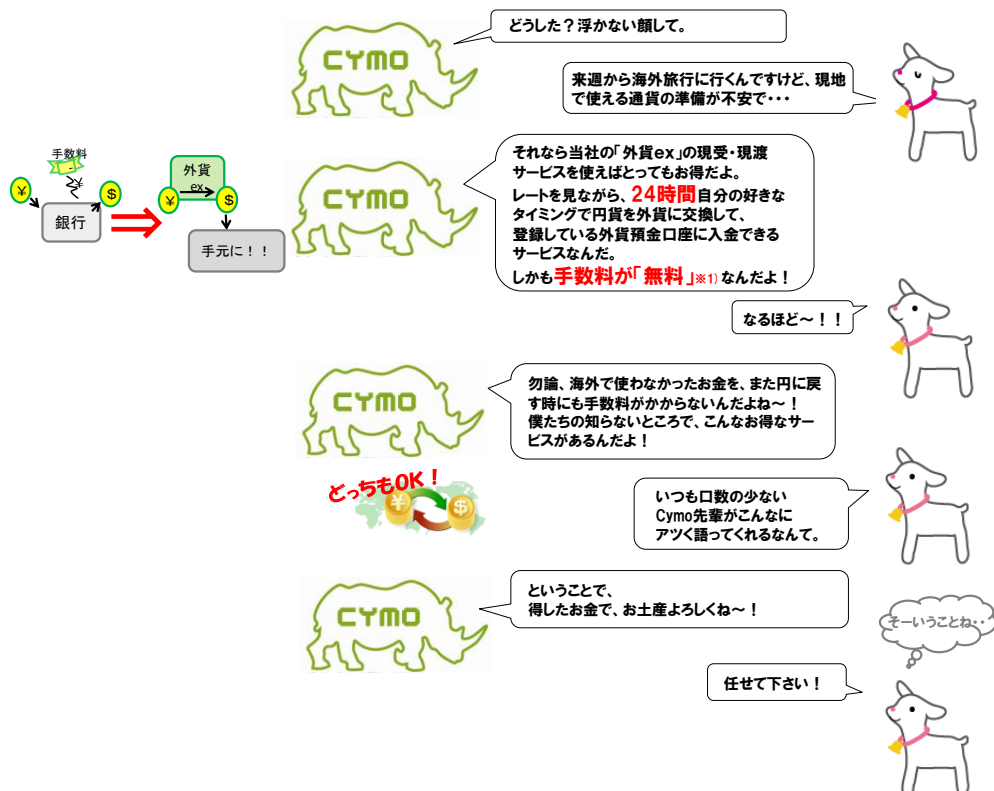 CYMO
どうした？浮かない顔して。
来週から海外旅行に行くんですけど、現地
で使える通貨の準備が不安で・・・
手数料
¥
¥
$
銀行
外貨
ex
¥
$
手元に！！
CYMO
それなら当社の「外貨ex」の現受・現渡
サービスを使えばとってもお得だよ。
レートを見ながら、24時間自分の好きな
タイミングで円貨を外貨に交換して、
登録している外貨預金口座に入金できる
サービスなんだ。
しかも手数料が「無料」※1)なんだよ！
なるほど～！！
CYMO
勿論、海外で使わなかったお金を、また円に戻
す時にも手数料がかからないんだよね～！
僕たちの知らないところで、こんなお得なサー
ビスがあるんだよ！
どっちもOK！
¥
$
いつも口数の少ない
Cymo先輩がこんなに
アツく語ってくれるなんて。
CYMO
ということで、
得したお金で、お土産よろしくね～！
そーいうことね・・
任せて下さい！